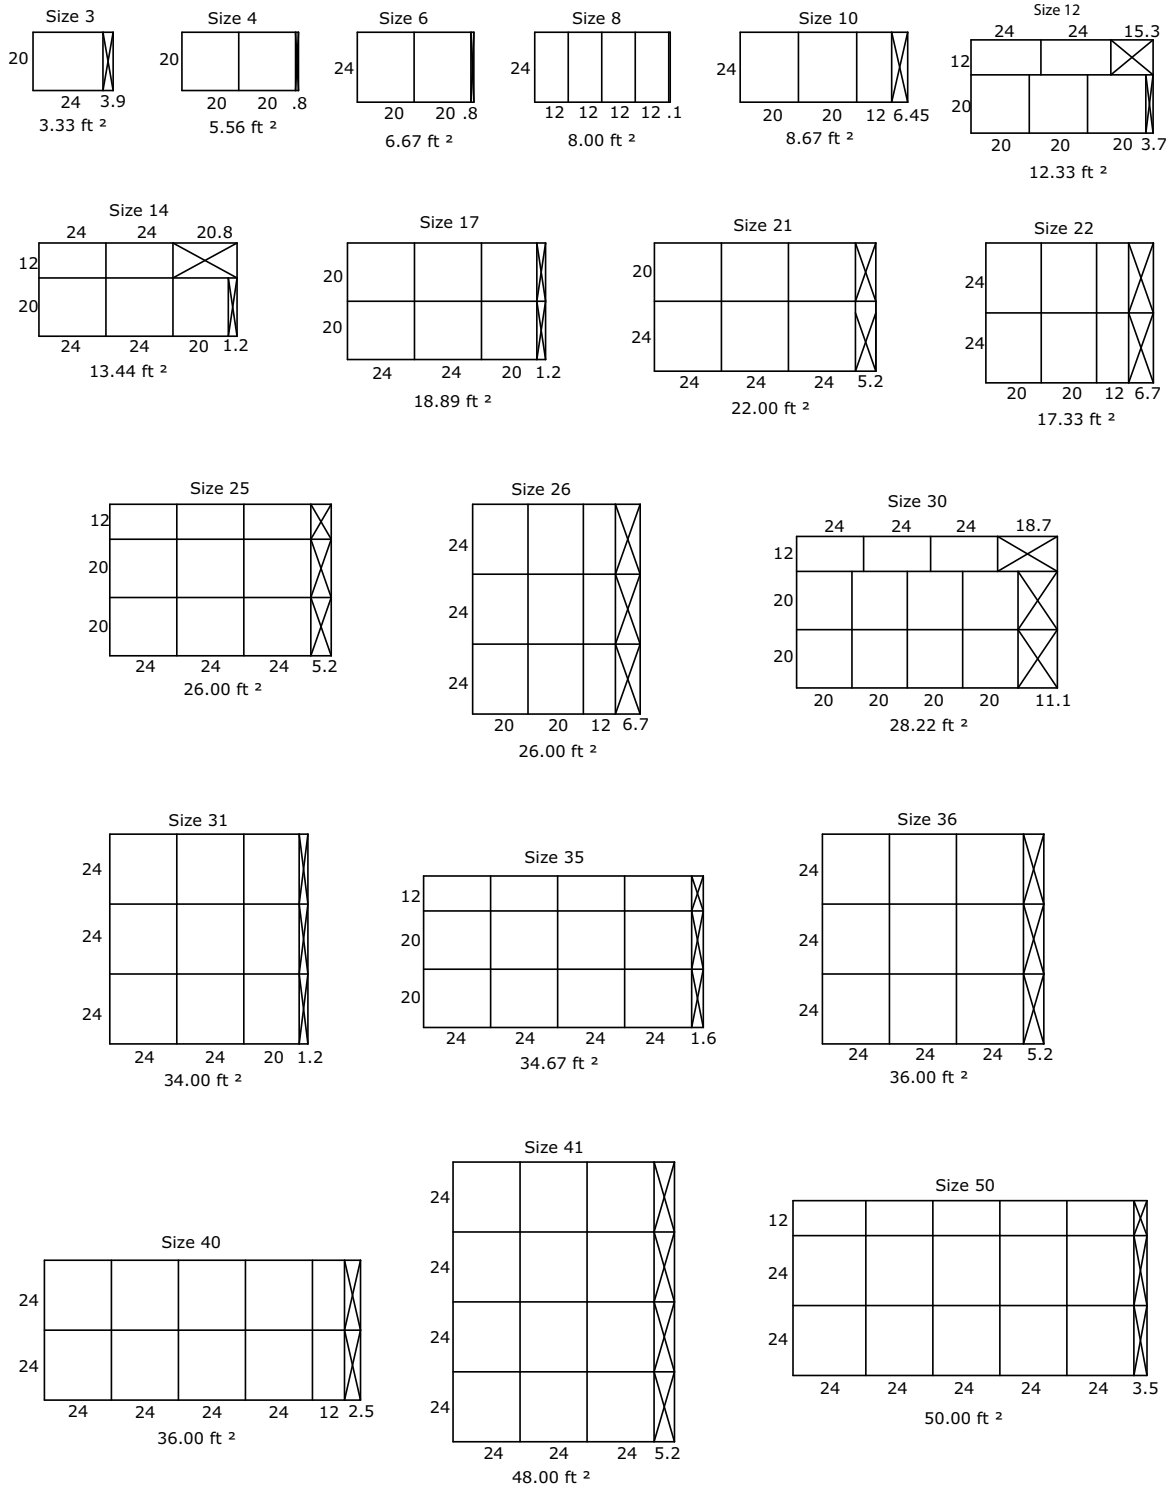 Size 3
20
24 3.9
3.33 ft ²
Size 4
20
20 20 .8
5.56 ft ²
Size 6
24
20 20 .8
6.67 ft ²
Size 8
24
12 12 12 12 .1
8.00 ft ²
Size 10
24
20 20 12 6.45
8.67 ft ²
Size 12
24 24 15.3
12
20
20 20 20 3.7
12.33 ft ²
Size 14
24 24 20.8
12
20
24 24 20 1.2
13.44 ft ²
Size 17
20
20
24 24 20 1.2
18.89 ft ²
Size 21
20
24
24 24 24 5.2
22.00 ft ²
Size 22
24
24
20 20 12 6.7
17.33 ft ²
Size 25
12
20
20
24 24 24 5.2
26.00 ft ²
Size 26
24
24
24
20 20 12 6.7
26.00 ft ²
Size 30
24 24 24 18.7
12
20
20
20 20 20 20 11.1
28.22 ft ²
Size 31
24
24
24
24 24 20 1.2
34.00 ft ²
Size 35
12
20
20
24 24 24 24 1.6
34.67 ft ²
Size 36
24
24
24
24 24 24 5.2
36.00 ft ²
Size 40
24
24
24 24 24 24 12 2.5
36.00 ft ²
Size 41
24
24
24
24
24 24 24 5.2
48.00 ft ²
Size 50
12
24
24
24 24 24 24 24 3.5
50.00 ft ²